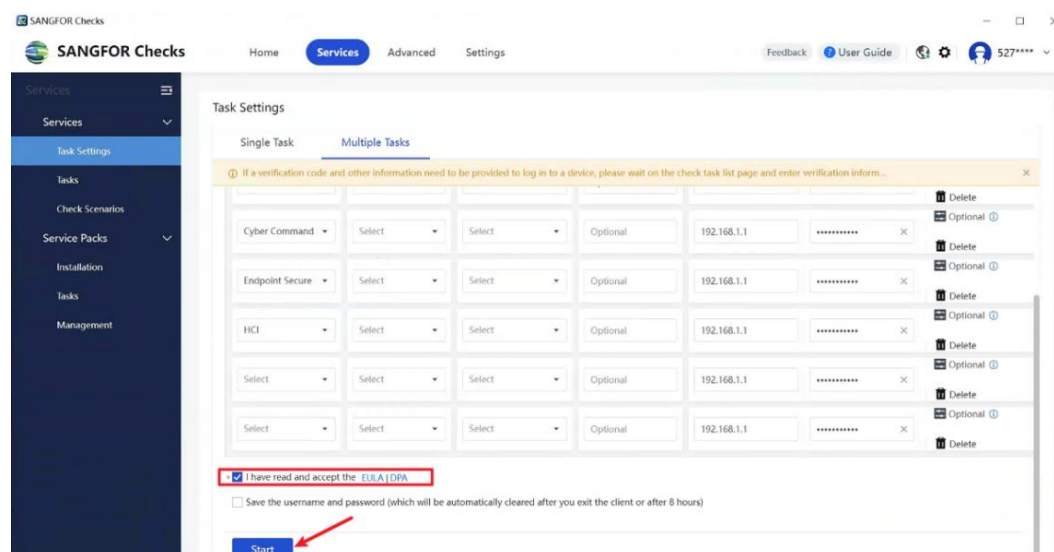 SANGFOR Checks
SANGFOR Checks Home Services Advanced Settings Feedback User Guide 527****
Services
Services
Task Settings
Tasks
Check Scenarios
Service Packs
Installation
Tasks
Management
Task Settings
Single Task Multiple Tasks
If a verification code and other information need to be provided to log in to a device, please wait on the check task list page and enter verification inform...
Delete
Cyber Command Select Select Optional 192.168.1.1 ••••••••••• Optional
Delete
Endpoint Secure Select Select Optional 192.168.1.1 ••••••••••• Optional
Delete
HCI Select Select Optional 192.168.1.1 ••••••••••• Optional
Delete
Select Select Select Optional 192.168.1.1 ••••••••••• Optional
Delete
Select Select Select Optional 192.168.1.1 ••••••••••• Optional
Delete
I have read and accept the EULA | DPA
Save the username and password (which will be automatically cleared after you exit the client or after 8 hours)
Start